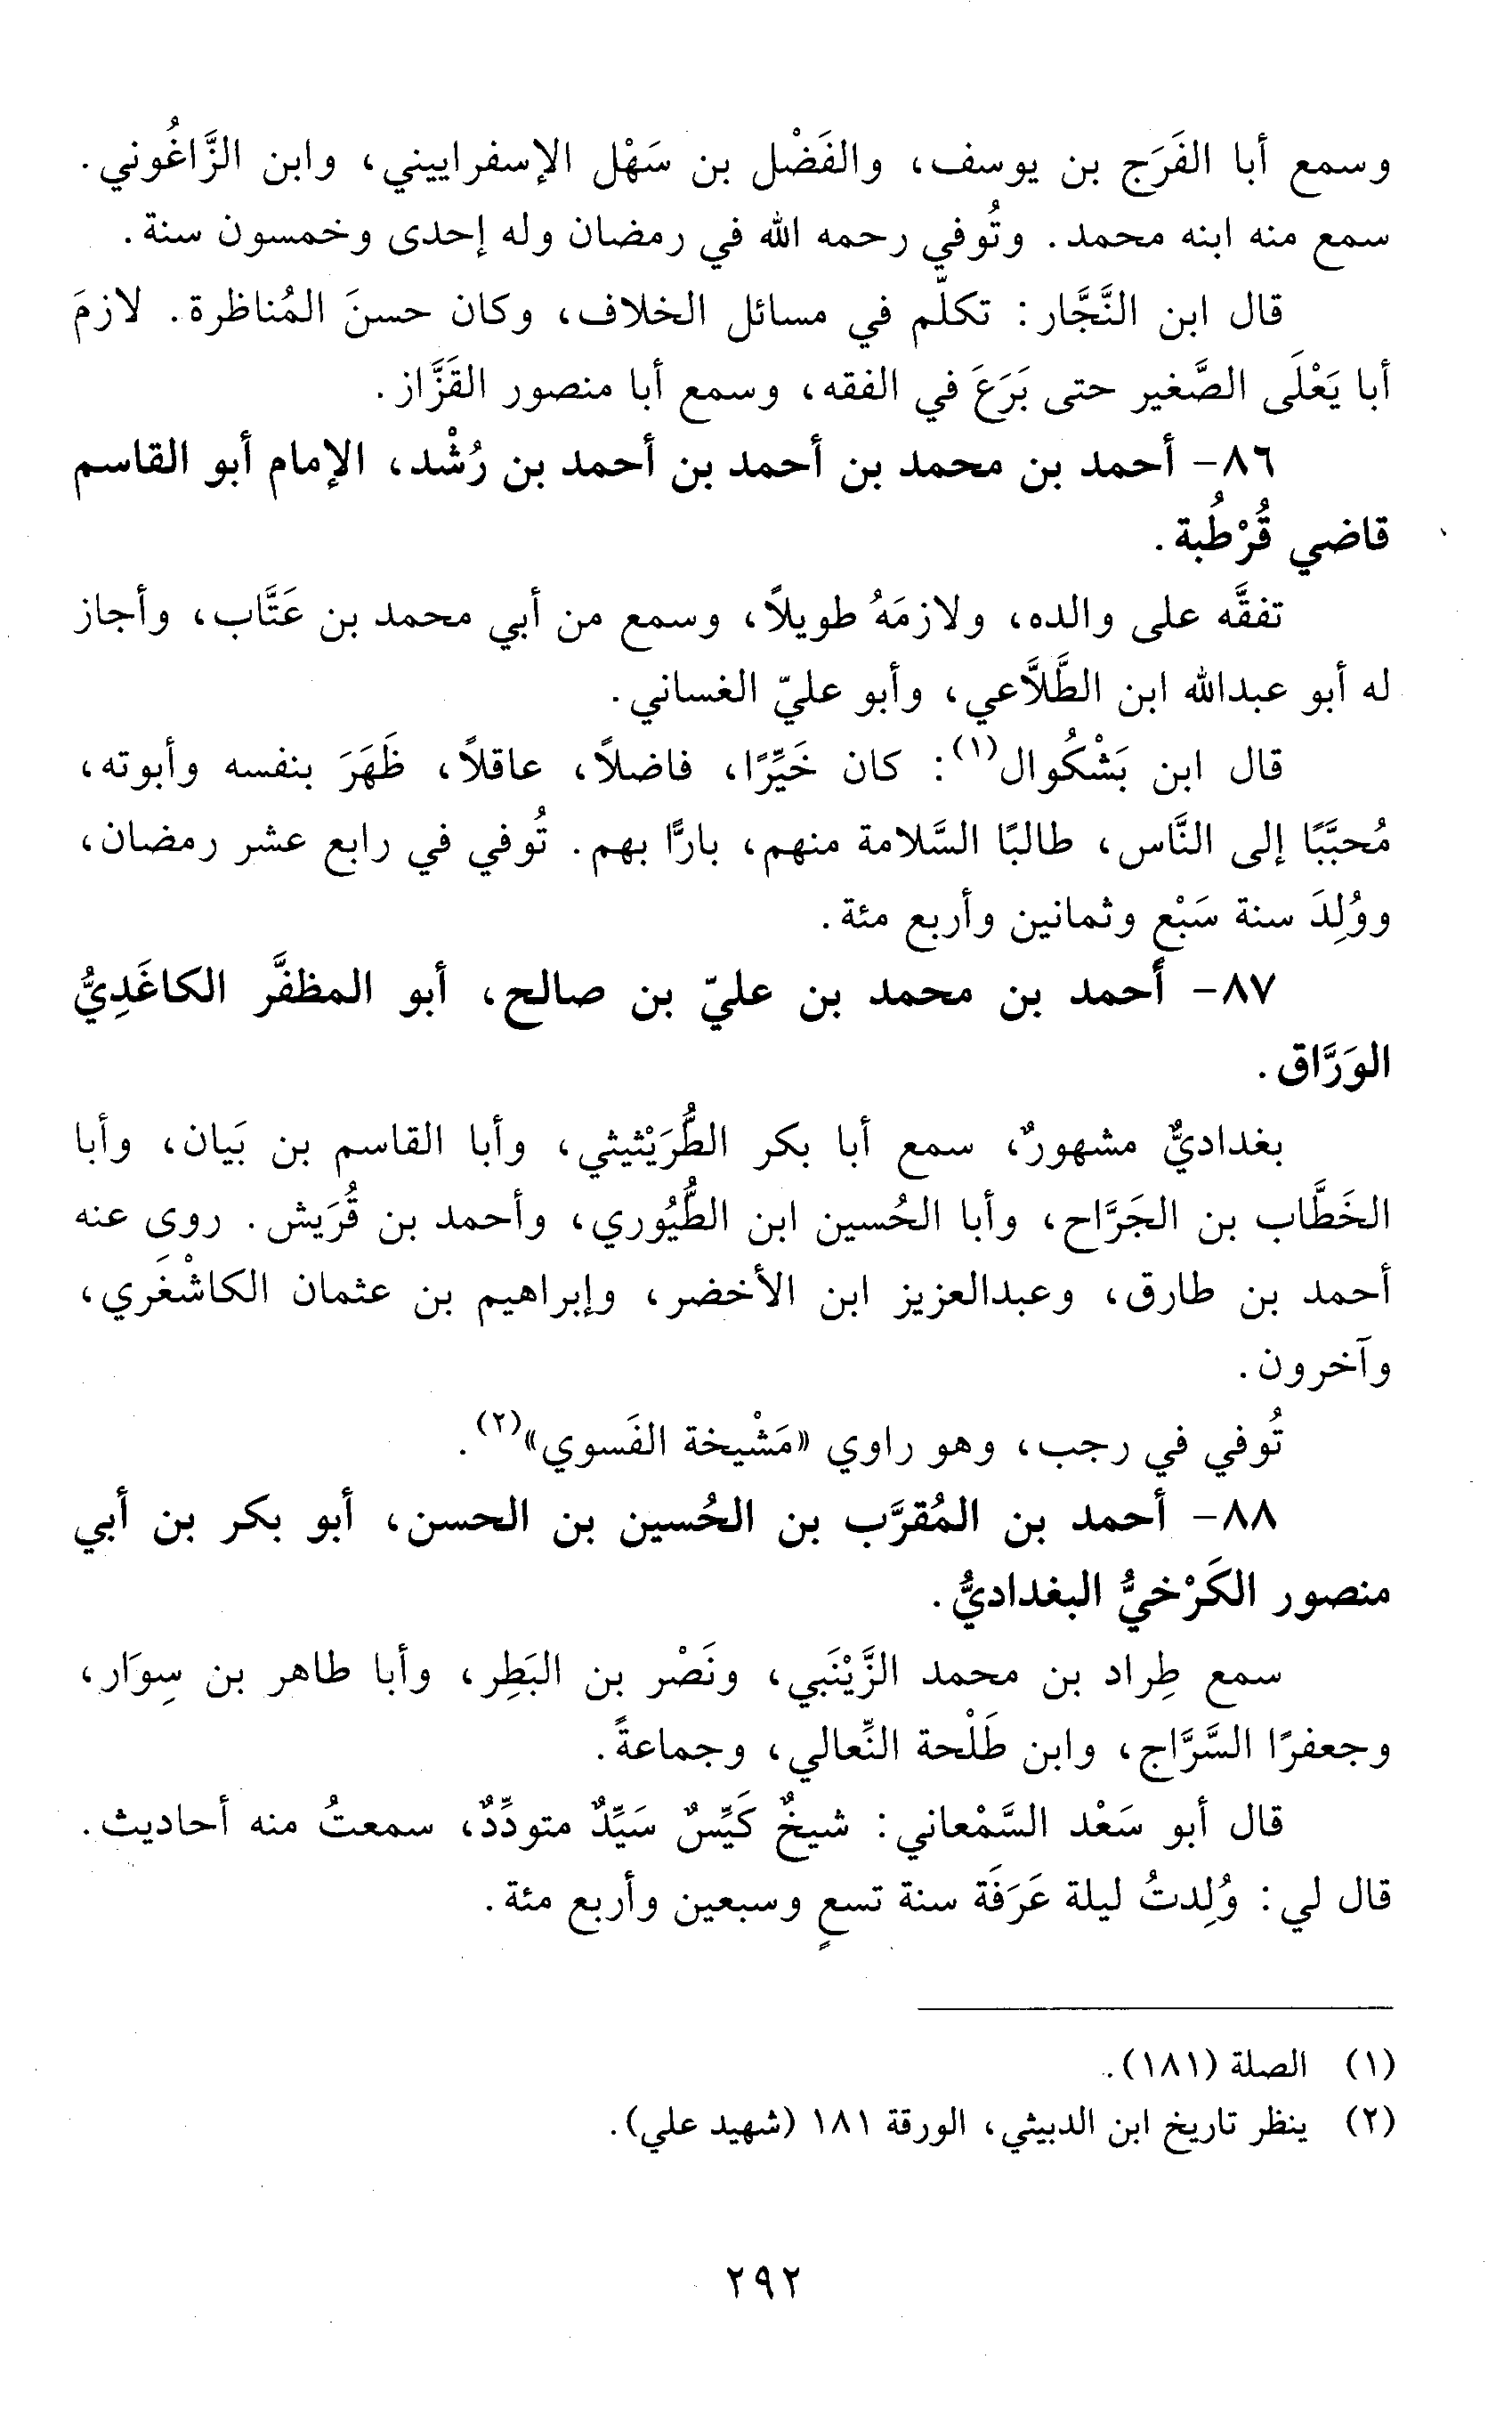 وسمع أبا الفَرَج بن يوسف، والفَضْل بن سَهْل الإسفراييني، وابن الزَّاغُوني.
سمع منه ابنه محمد. وتُوفي رحمه الله في رمضان وله إحدى وخمسون سنة.
قال ابن النَّجَّار: تكلّم في مسائل الخلاف، وكان حسنَ المُناظرة. لازمَ
أبا يَعْلَى الصَّغير حتى بَرَعَ في الفقه، وسمع أبا منصور القَزَّاز.
٨٦- أحمد بن محمد بن أحمد بن أحمد بن رُشْد، الإمام أبو القاسم
قاضي قُرْطُبة.
تفقَّه على والده، ولازمَهُ طويلاً، وسمع من أبي محمد بن عَتَّاب، وأجاز
له أبو عبدالله ابن الطَّلَّاعي، وأبو عليّ الغساني.
قال ابن بَشْكُوال(١): كان خَيِّرًا، فاضلاً، عاقلاً، ظَهَرَ بنفسه وأبوته،
مُحبَّبًا إلى النَّاس، طالبًا السَّلامة منهم، بارًّا بهم. تُوفي في رابع عشر رمضان،
ووُلِدَ سنة سَبْع وثمانين وأربع مئة.
٨٧- أحمد بن محمد بن عليّ بن صالح، أبو المظفَّر الكاغَدِيُّ
الوَرَّاق.
بغداديٌّ مشهورٌ، سمع أبا بكر الطُّرَيْثيثي، وأبا القاسم بن بَيان، وأبا
الخَطَّاب بن الجَرَّاح، وأبا الحُسين ابن الطُّيُوري، وأحمد بن قُرَيش. روى عنه
أحمد بن طارق، وعبدالعزيز ابن الأخضر، وإبراهيم بن عثمان الكاشْغَري،
وآخرون.
تُوفي في رجب، وهو راوي «مَشْيخة الفَسوي»(٢).
٨٨- أحمد بن المُقرَّب بن الحُسين بن الحسن، أبو بكر بن أبي
منصور الكَرْخيُّ البغداديُّ.
سمع طِراد بن محمد الزَّيْنَبي، ونَصْر بن البَطِر، وأبا طاهر بن سِوَار،
وجعفرًا السَّرَّاج، وابن طَلْحة النِّعالي، وجماعةً.
قال أبو سَعْد السَّمْعاني: شيخٌ كَيِّسٌ سَيِّدٌ متودِّدٌ، سمعتُ منه أحاديث.
قال لي: وُلِدتُ ليلة عَرَفَة سنة تسعٍ وسبعين وأربع مئة.
(١) الصلة (١٨١).
(٢) ينظر تاريخ ابن الدبيثي، الورقة ١٨١ (شهيد علي).
٢٩٢